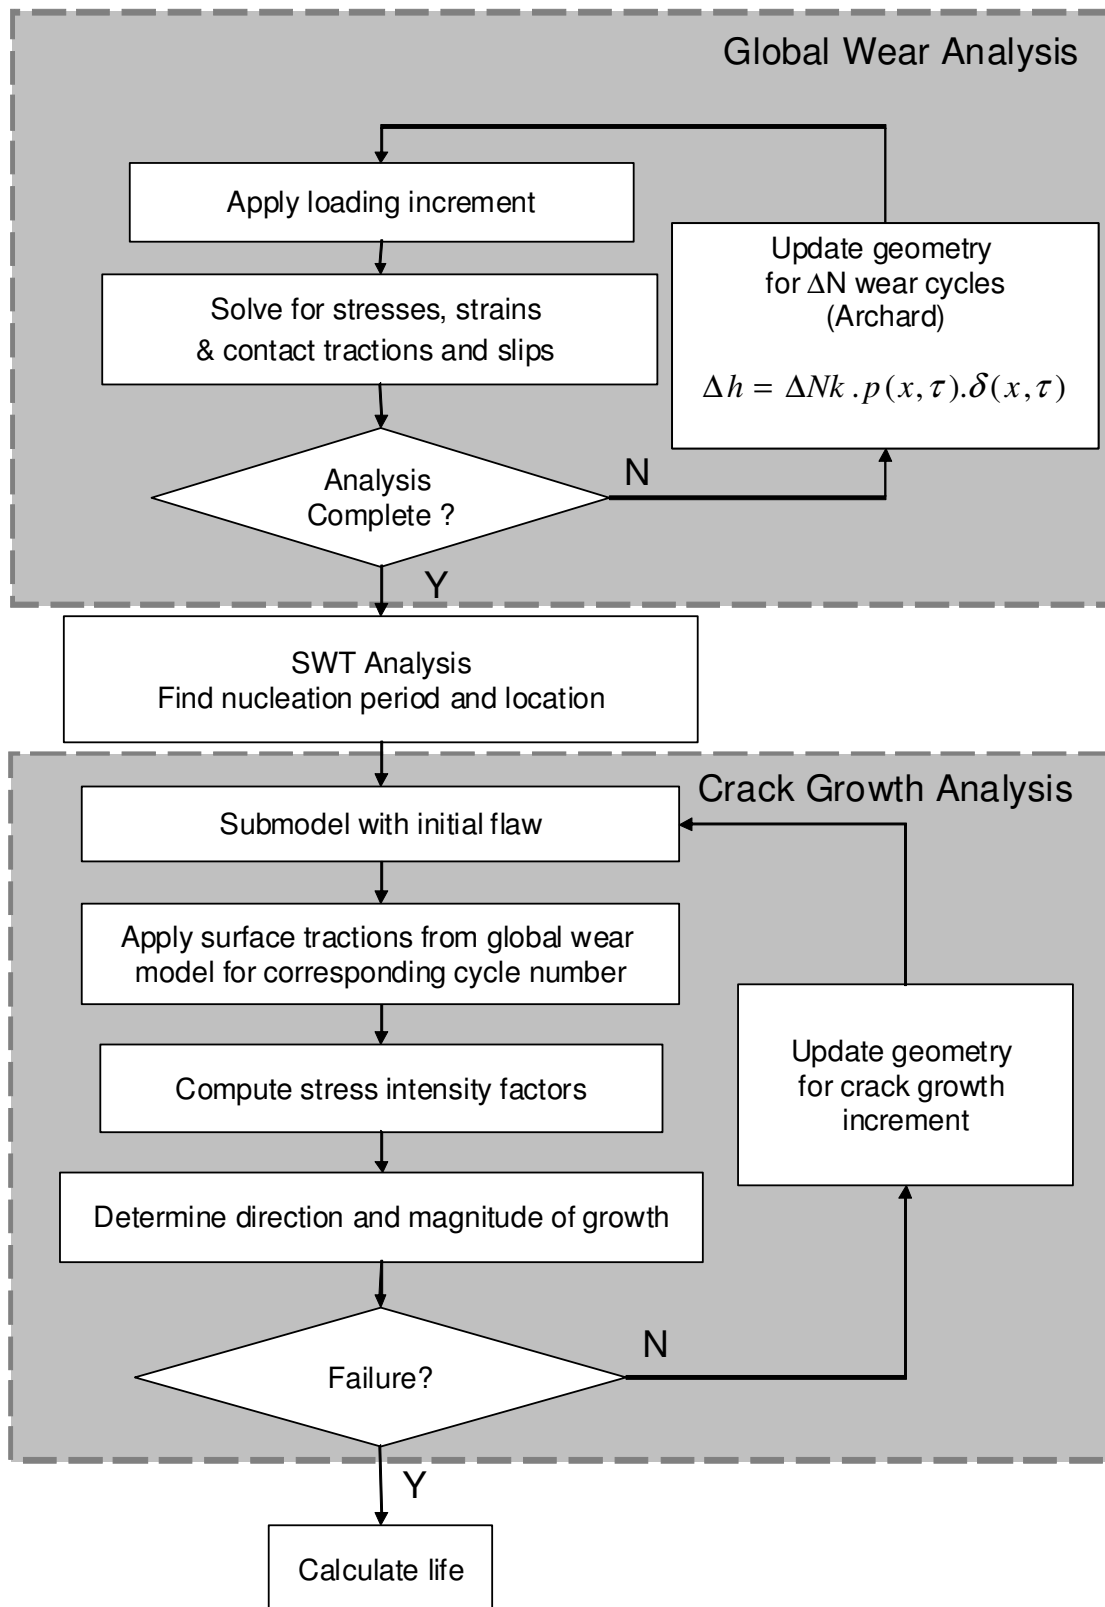 Global Wear Analysis
Apply loading increment
Solve for stresses, strains
& contact tractions and slips
Update geometry
for ΔN wear cycles
(Archard)
Δh = ΔNk.p(x,τ).δ(x,τ)
Analysis
Complete ?
N
Y
SWT Analysis
Find nucleation period and location
Crack Growth Analysis
Submodel with initial flaw
Apply surface tractions from global wear
model for corresponding cycle number
Compute stress intensity factors
Update geometry
for crack growth
increment
Determine direction and magnitude of growth
Failure?
N
Y
Calculate life